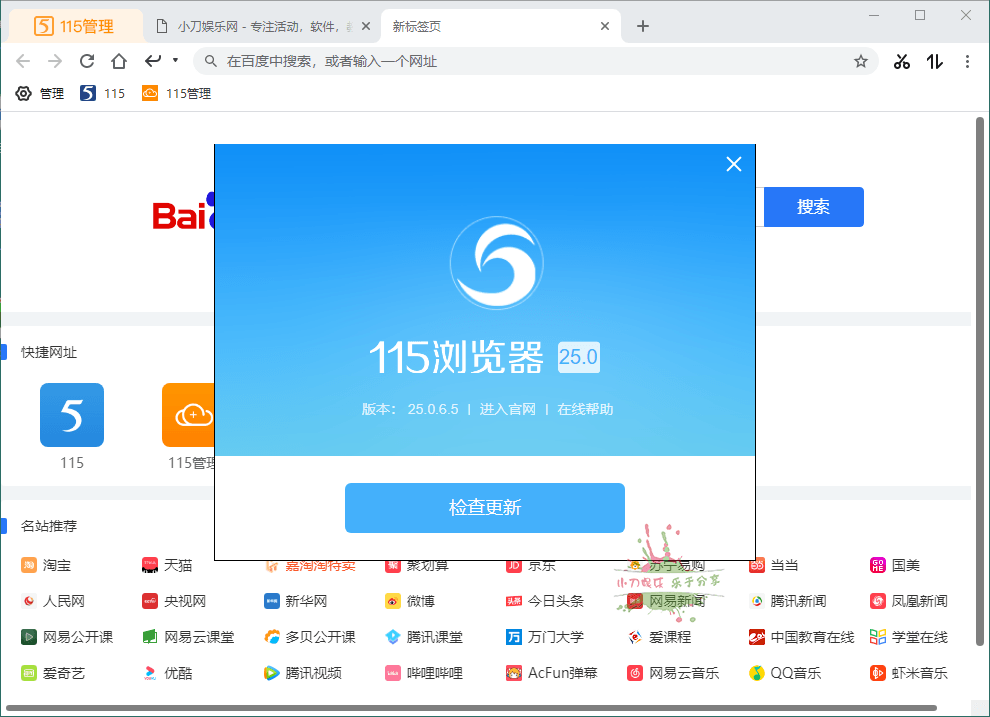 115管理
小刀娱乐网 - 专注活动，软件，
新标签页
在百度中搜索，或者输入一个网址
管理
115
115管理
Bai
搜索
115浏览器 25.0
版本： 25.0.6.5 | 进入官网 | 在线帮助
检查更新
快捷网址
115
115管理
名站推荐
淘宝
天猫
嘉淘淘特卖
聚划算
京东
苏宁易购
当当
国美
小刀娱乐 乐于分享
人民网
央视网
新华网
微博
今日头条
网易新闻
腾讯新闻
凤凰新闻
网易公开课
网易云课堂
多贝公开课
腾讯课堂
万门大学
爱课程
中国教育在线
学堂在线
爱奇艺
优酷
腾讯视频
哔哩哔哩
AcFun弹幕
网易云音乐
QQ音乐
虾米音乐